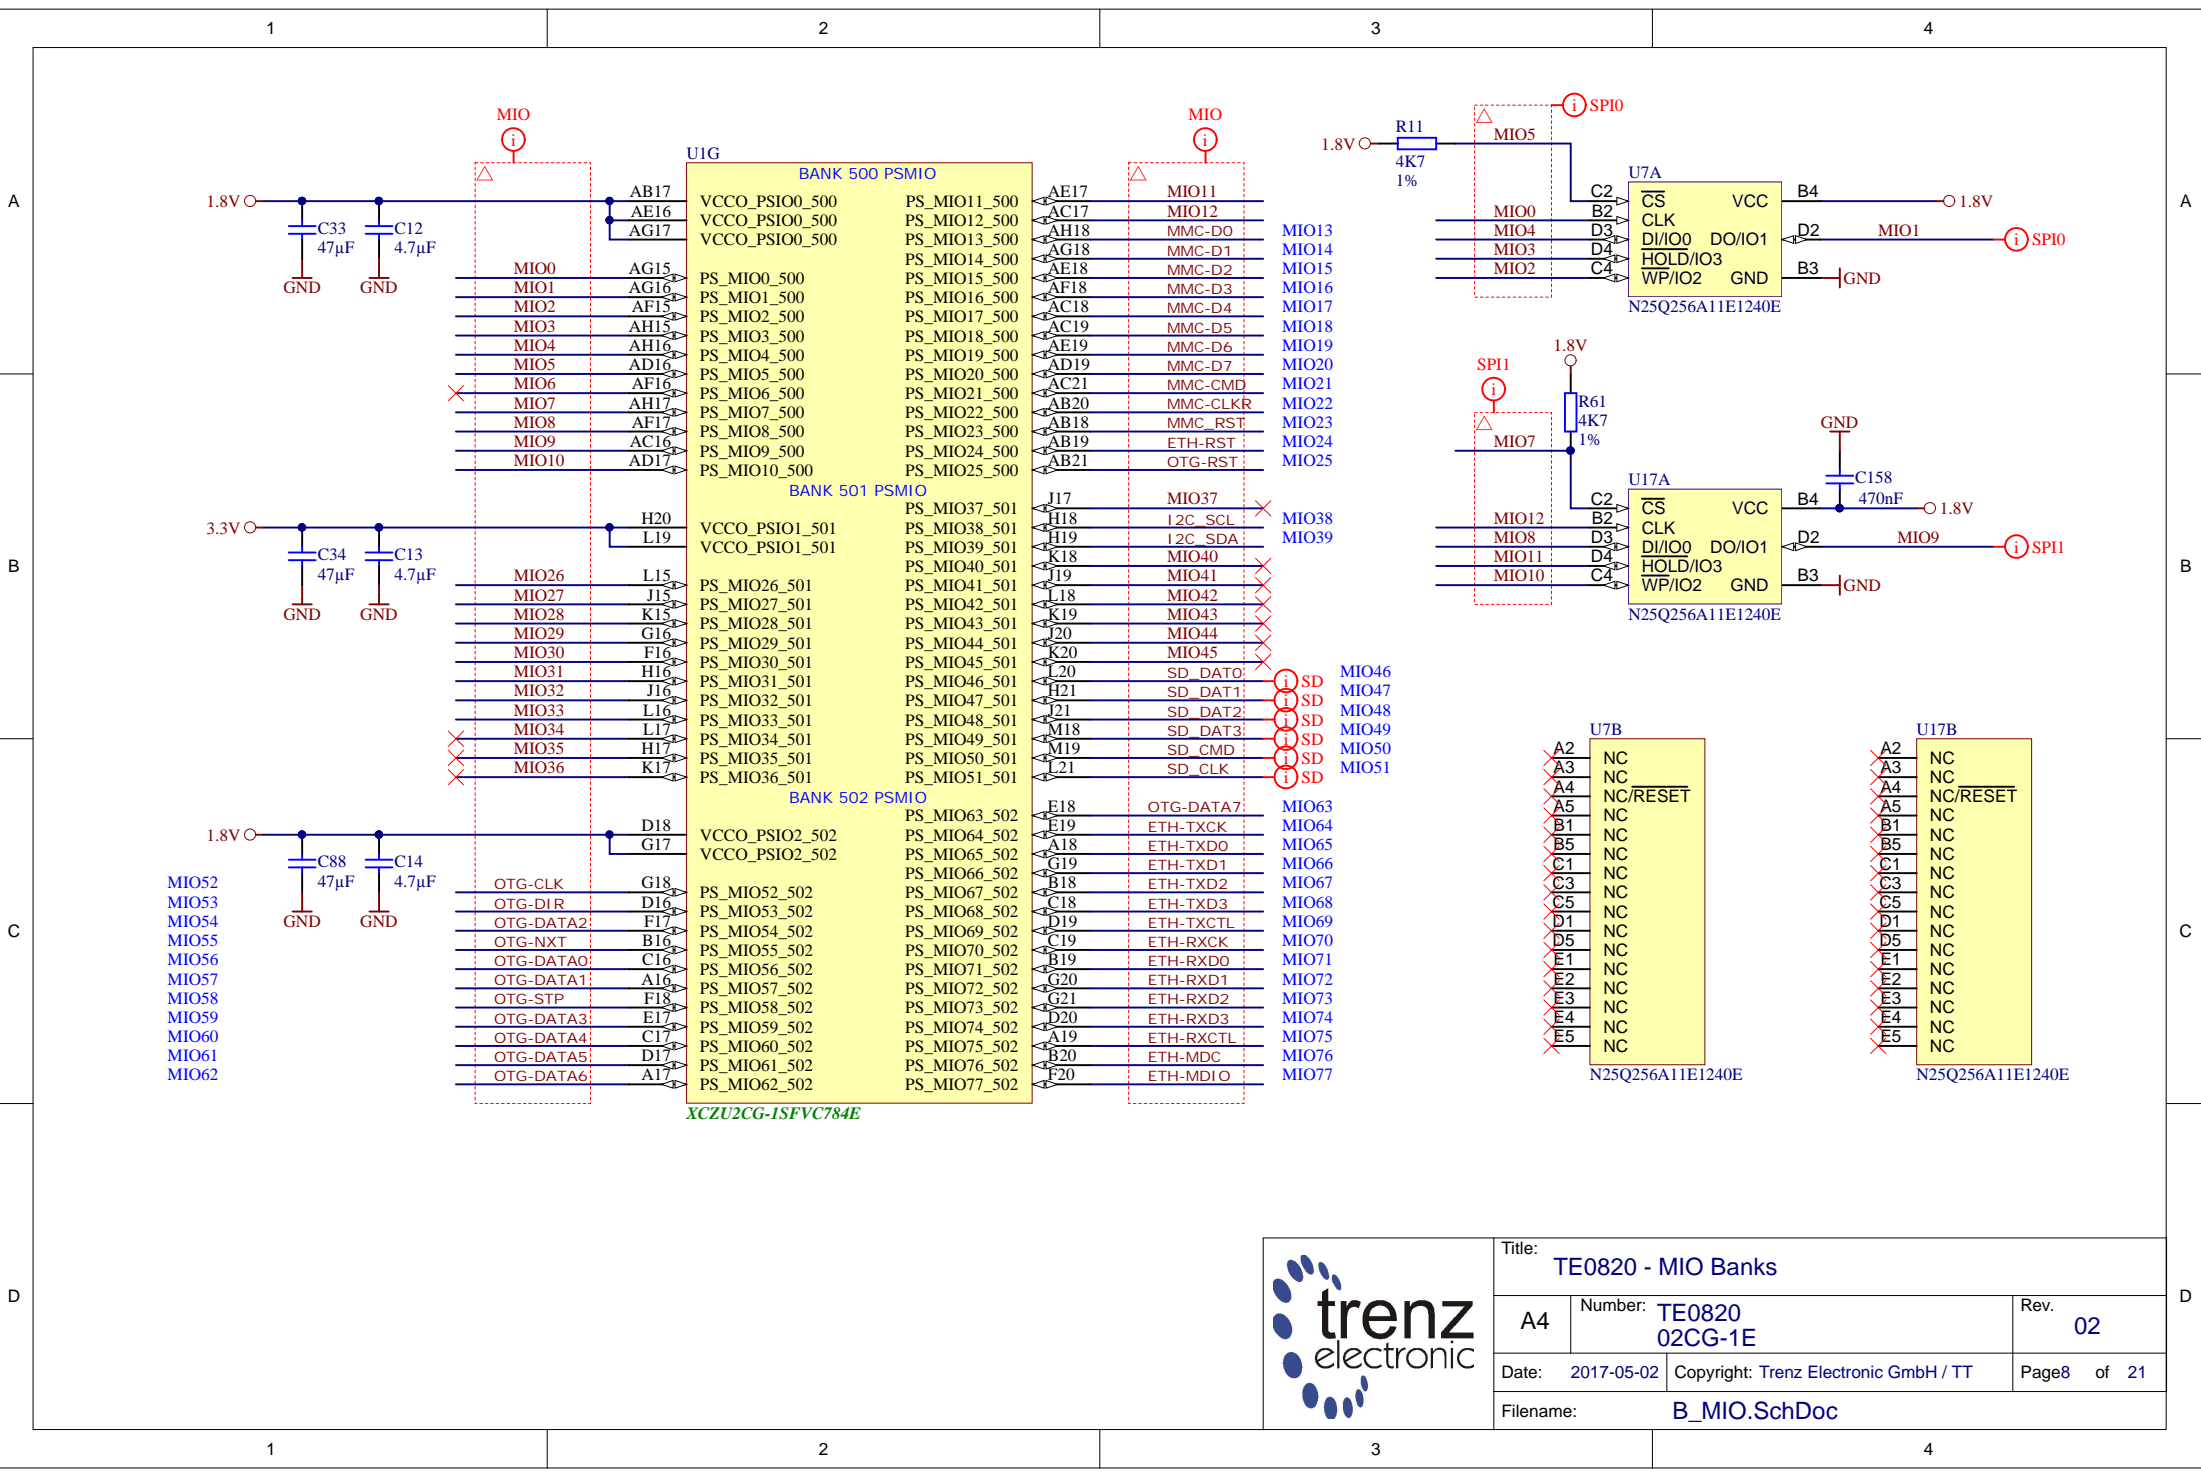 1 2 3 4
A A
B B
C C
D D
1 2 3 4
MIO
MIO
U1G
BANK 500 PSMIO
1.8V
C33
47µF
GND
C12
4.7µF
GND
AB17 VCCO_PSIO0_500
AE16 VCCO_PSIO0_500
AG17 VCCO_PSIO0_500
MIO0 AG15 PS_MIO0_500
MIO1 AG16 PS_MIO1_500
MIO2 AF15 PS_MIO2_500
MIO3 AH15 PS_MIO3_500
MIO4 AH16 PS_MIO4_500
MIO5 AD16 PS_MIO5_500
MIO6 AF16 PS_MIO6_500
MIO7 AH17 PS_MIO7_500
MIO8 AF17 PS_MIO8_500
MIO9 AC16 PS_MIO9_500
MIO10 AD17 PS_MIO10_500
PS_MIO11_500 AE17 MIO11
PS_MIO12_500 AC17 MIO12
PS_MIO13_500 AH18 MMC-D0 MIO13
PS_MIO14_500 AG18 MMC-D1 MIO14
PS_MIO15_500 AE18 MMC-D2 MIO15
PS_MIO16_500 AF18 MMC-D3 MIO16
PS_MIO17_500 AC18 MMC-D4 MIO17
PS_MIO18_500 AC19 MMC-D5 MIO18
PS_MIO19_500 AE19 MMC-D6 MIO19
PS_MIO20_500 AD19 MMC-D7 MIO20
PS_MIO21_500 AC21 MMC-CMD MIO21
PS_MIO22_500 AB20 MMC-CLKR MIO22
PS_MIO23_500 AB18 MMC_RST MIO23
PS_MIO24_500 AB19 ETH-RST MIO24
PS_MIO25_500 AB21 OTG-RST MIO25
BANK 501 PSMIO
3.3V
C34
47µF
GND
C13
4.7µF
GND
H20 VCCO_PSIO1_501
L19 VCCO_PSIO1_501
MIO26 L15 PS_MIO26_501
MIO27 J15 PS_MIO27_501
MIO28 K15 PS_MIO28_501
MIO29 G16 PS_MIO29_501
MIO30 F16 PS_MIO30_501
MIO31 H16 PS_MIO31_501
MIO32 J16 PS_MIO32_501
MIO33 L16 PS_MIO33_501
MIO34 L17 PS_MIO34_501
MIO35 H17 PS_MIO35_501
MIO36 K17 PS_MIO36_501
PS_MIO37_501 J17 MIO37
PS_MIO38_501 H18 I2C_SCL MIO38
PS_MIO39_501 H19 I2C_SDA MIO39
PS_MIO40_501 K18 MIO40
PS_MIO41_501 J19 MIO41
PS_MIO42_501 L18 MIO42
PS_MIO43_501 K19 MIO43
PS_MIO44_501 J20 MIO44
PS_MIO45_501 K20 MIO45
PS_MIO46_501 L20 SD_DAT0 i SD MIO46
PS_MIO47_501 H21 SD_DAT1 i SD MIO47
PS_MIO48_501 J21 SD_DAT2 i SD MIO48
PS_MIO49_501 M18 SD_DAT3 i SD MIO49
PS_MIO50_501 M19 SD_CMD i SD MIO50
PS_MIO51_501 L21 SD_CLK i SD MIO51
BANK 502 PSMIO
1.8V
C88
47µF
GND
C14
4.7µF
GND
D18 VCCO_PSIO2_502
G17 VCCO_PSIO2_502
MIO52 OTG-CLK G18 PS_MIO52_502
MIO53 OTG-DIR D16 PS_MIO53_502
MIO54 OTG-DATA2 F17 PS_MIO54_502
MIO55 OTG-NXT B16 PS_MIO55_502
MIO56 OTG-DATA0 C16 PS_MIO56_502
MIO57 OTG-DATA1 A16 PS_MIO57_502
MIO58 OTG-STP F18 PS_MIO58_502
MIO59 OTG-DATA3 E17 PS_MIO59_502
MIO60 OTG-DATA4 C17 PS_MIO60_502
MIO61 OTG-DATA5 D17 PS_MIO61_502
MIO62 OTG-DATA6 A17 PS_MIO62_502
PS_MIO63_502 E18 OTG-DATA7 MIO63
PS_MIO64_502 E19 ETH-TXCK MIO64
PS_MIO65_502 A18 ETH-TXD0 MIO65
PS_MIO66_502 G19 ETH-TXD1 MIO66
PS_MIO67_502 B18 ETH-TXD2 MIO67
PS_MIO68_502 C18 ETH-TXD3 MIO68
PS_MIO69_502 D19 ETH-TXCTL MIO69
PS_MIO70_502 C19 ETH-RXCK MIO70
PS_MIO71_502 B19 ETH-RXD0 MIO71
PS_MIO72_502 G20 ETH-RXD1 MIO72
PS_MIO73_502 G21 ETH-RXD2 MIO73
PS_MIO74_502 D20 ETH-RXD3 MIO74
PS_MIO75_502 A19 ETH-RXCTL MIO75
PS_MIO76_502 B20 ETH-MDC MIO76
PS_MIO77_502 F20 ETH-MDIO MIO77
XCZU2CG-1SFVC784E
i SPI0
1.8V R11 MIO5
4K7
1%
U7A
C2 CS VCC B4 1.8V
MIO0 B2 CLK
MIO4 D3 DI/IO0 DO/IO1 D2 MIO1 i SPI0
MIO3 D4 HOLD/IO3
MIO2 C4 WP/IO2 GND B3 GND
N25Q256A11E1240E
SPI1
i
1.8V
R61
4K7
1%
MIO7
GND
C158
470nF
U17A
C2 CS VCC B4 1.8V
MIO12 B2 CLK
MIO8 D3 DI/IO0 DO/IO1 D2 MIO9 i SPI1
MIO11 D4 HOLD/IO3
MIO10 C4 WP/IO2 GND B3 GND
N25Q256A11E1240E
U7B
A2 NC
A3 NC
A4 NC/RESET
A5 NC
B1 NC
B5 NC
C1 NC
C3 NC
C5 NC
D1 NC
D5 NC
E1 NC
E2 NC
E3 NC
E4 NC
E5 NC
N25Q256A11E1240E
U17B
A2 NC
A3 NC
A4 NC/RESET
A5 NC
B1 NC
B5 NC
C1 NC
C3 NC
C5 NC
D1 NC
D5 NC
E1 NC
E2 NC
E3 NC
E4 NC
E5 NC
N25Q256A11E1240E
trenz
electronic
Title:
TE0820 - MIO Banks
A4 Number: TE0820
02CG-1E
Rev.
02
Date: 2017-05-02 Copyright: Trenz Electronic GmbH / TT Page8 of 21
Filename: B_MIO.SchDoc